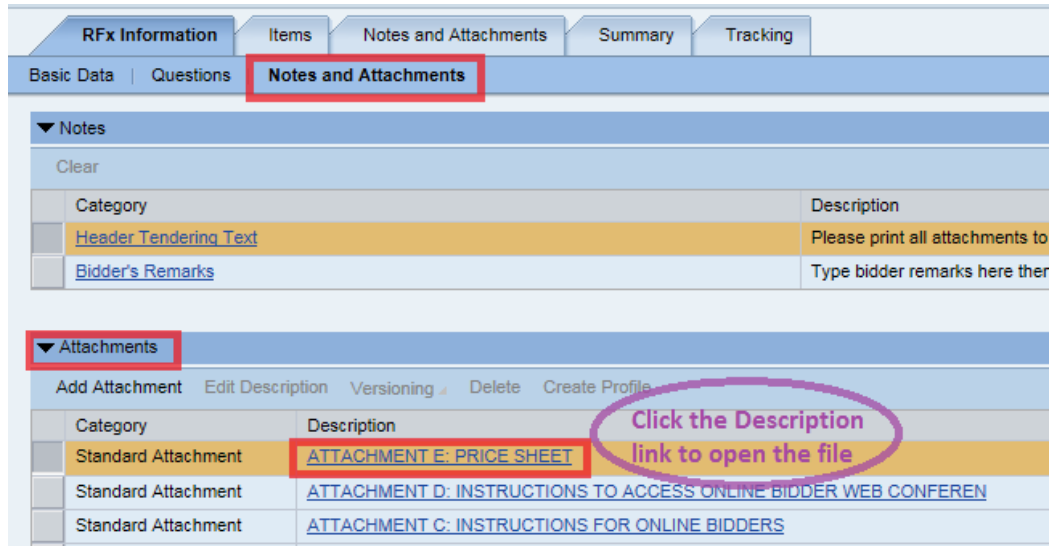 RFx Information Items Notes and Attachments Summary Tracking
Basic Data | Questions Notes and Attachments
Notes
Clear
Category Description
Header Tendering Text Please print all attachments to
Bidder's Remarks Type bidder remarks here then
Attachments
Add Attachment Edit Description Versioning Delete Create Profile
Category Description
Standard Attachment ATTACHMENT E: PRICE SHEET
Click the Description
link to open the file
Standard Attachment ATTACHMENT D: INSTRUCTIONS TO ACCESS ONLINE BIDDER WEB CONFEREN
Standard Attachment ATTACHMENT C: INSTRUCTIONS FOR ONLINE BIDDERS